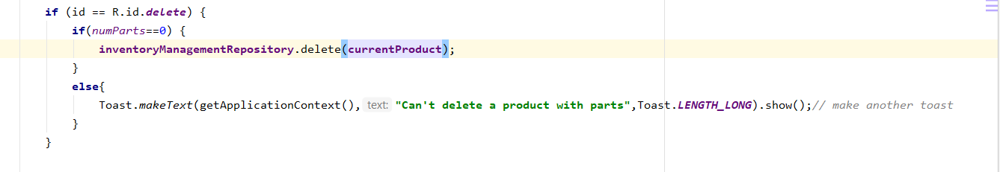 if (id == R.id.delete) {
if(numParts==0) {
inventoryManagementRepository.delete(currentProduct);
}
else{
Toast.makeText(getApplicationContext(), text: "Can't delete a product with parts",Toast.LENGTH_LONG).show();// make another toast
}
}